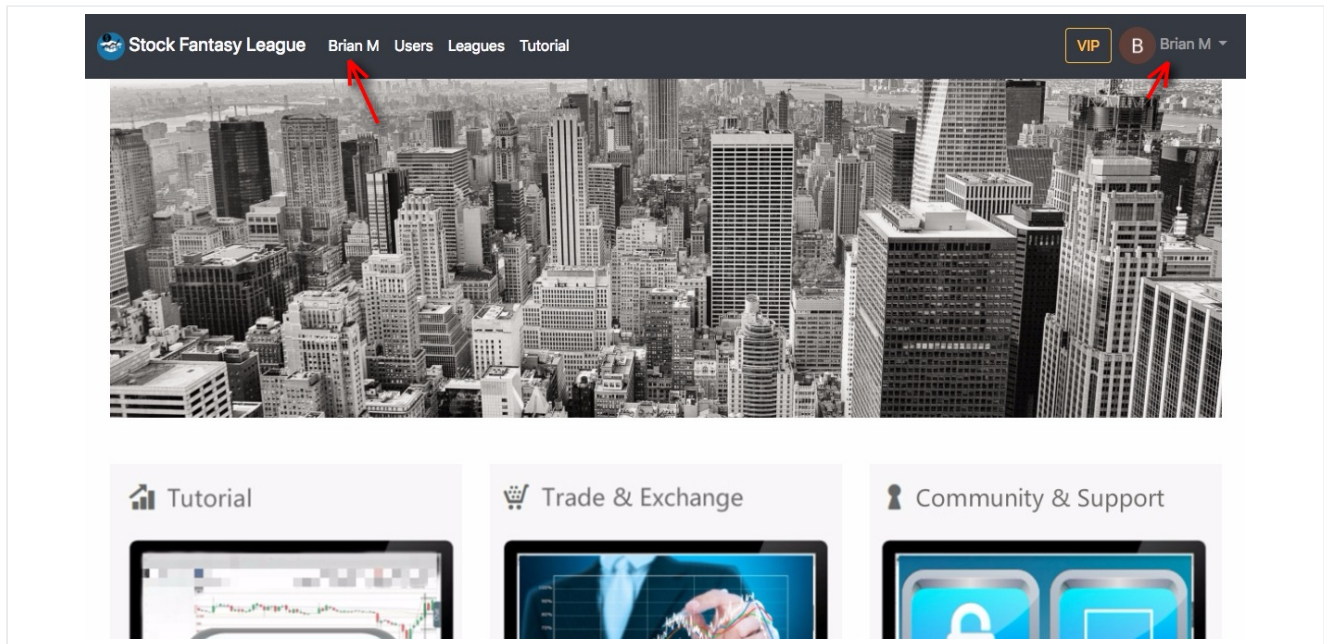 Stock Fantasy League Brian M Users Leagues Tutorial VIP B Brian M
Tutorial
Trade & Exchange
Community & Support